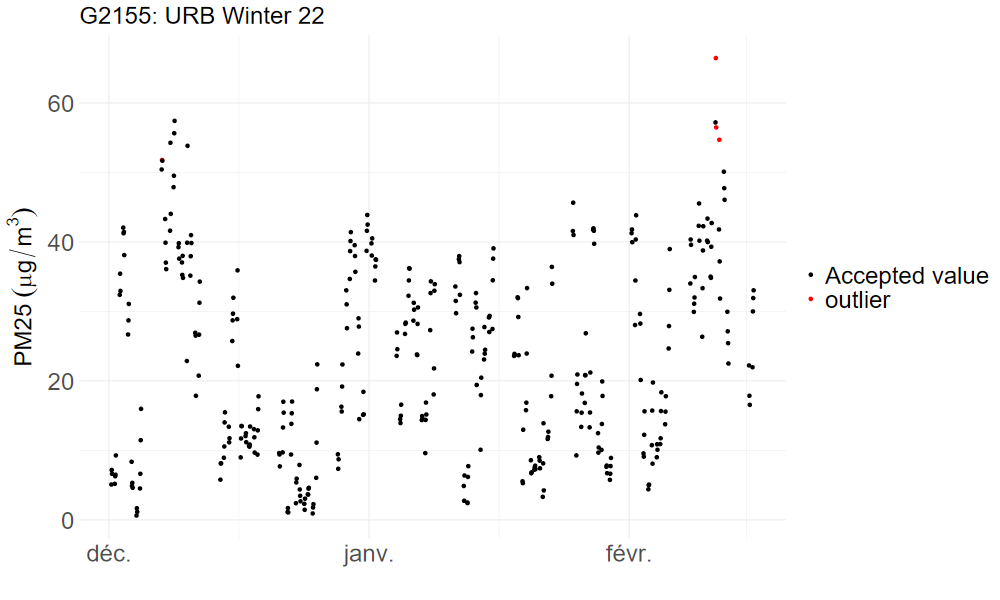 G2155: URB Winter 22
PM25 (μg/m³)
60
40
20
0
déc.
janv.
févr.
Accepted value
outlier